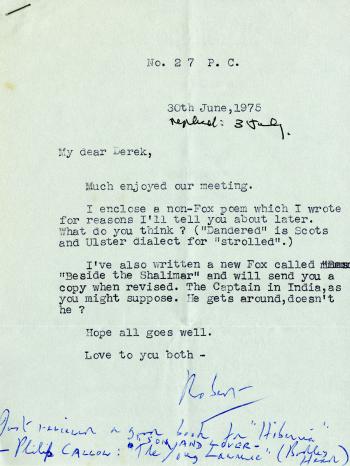 No. 27 P. C.
30th June,1975
replied: 3 July.
My dear Derek,
Much enjoyed our meeting.
I enclose a non-Fox poem which I wrote
for reasons I'll tell you about later.
What do you think ? ("Dandered" is Scots
and Ulster dialect for "strolled".)
I've also written a new Fox called
"Beside the Shalimar" and will send you a
copy when revised. The Captain in India,as
you might suppose. He gets around,doesn't
he ?
Hope all goes well.
Love to you both -
Robert
Just reviewed a good book for "Hibernia"
"SON AND LOVER -
- Philip CALLOW: "The Young Lawrence" (Bodley
Head)